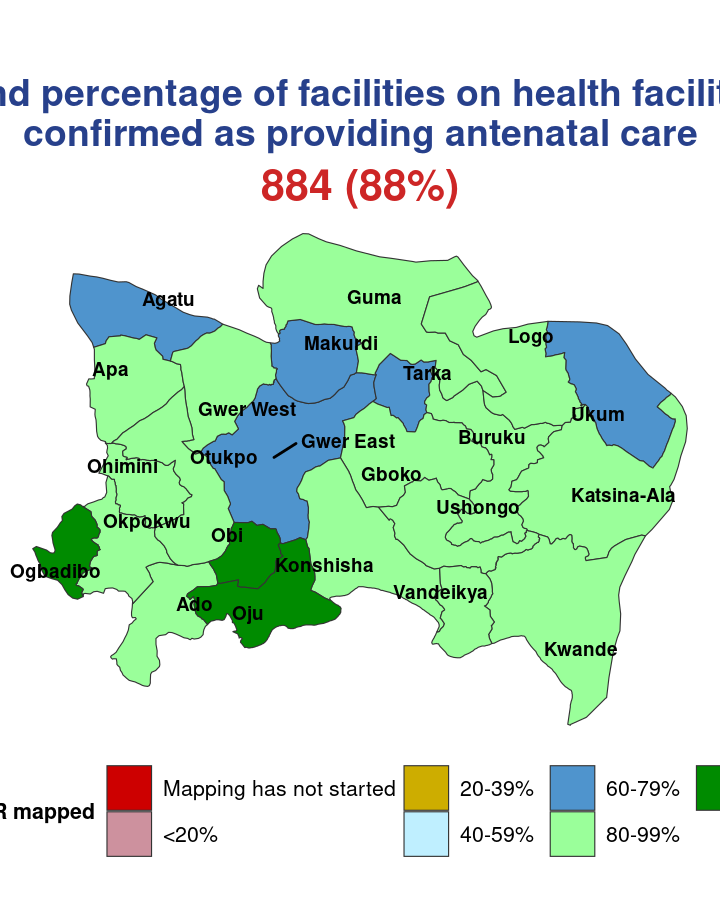 nd percentage of facilities on health facilit
confirmed as providing antenatal care
884 (88%)
Guma
Agatu
Logo
Makurdi
Apa
Tarka
Gwer West
Ukum
Gwer East
Buruku
Otukpo
Ohimini
Gboko
Katsina-Ala
Ushongo
Okpokwu
Obi
Konshisha
Ogbadibo
Vandeikya
Ado
Oju
Kwande
R mapped
Mapping has not started
20-39%
60-79%
<20%
40-59%
80-99%